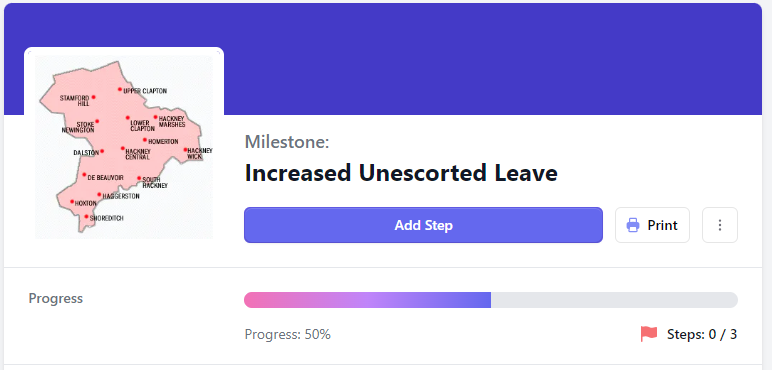 UPPER CLAPTON
STAMFORD
HILL
STOKE
NEWINGTON
LOWER
CLAPTON
HACKNEY
MARSHES
HOMERTON
DALSTON
HACKNEY
CENTRAL
HACKNEY
WICK
DE BEAUVOIR
SOUTH
HACKNEY
HAGGERSTON
HOXTON
SHOREDITCH
Milestone:
Increased Unescorted Leave
Add Step
Print
Progress
Progress: 50%
Steps: 0 / 3